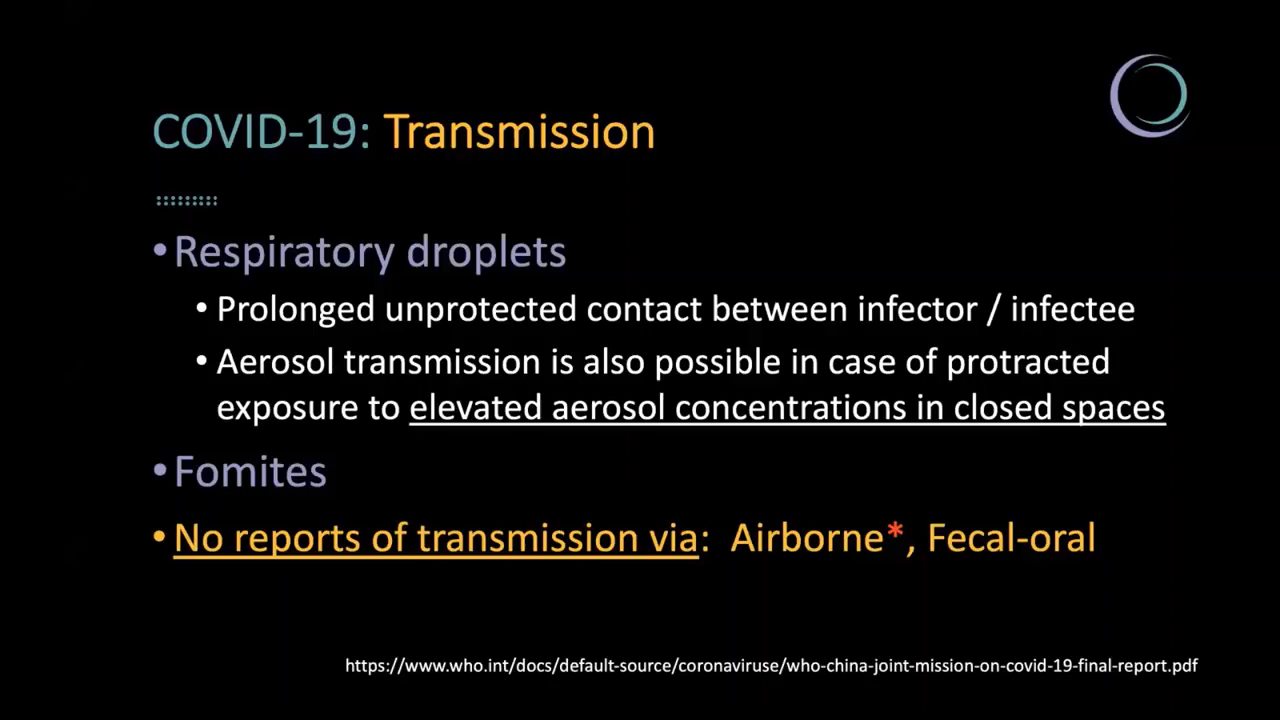 COVID-19: Transmission
•Respiratory droplets
• Prolonged unprotected contact between infector / infectee
• Aerosol transmission is also possible in case of protracted
exposure to elevated aerosol concentrations in closed spaces
•Fomites
•No reports of transmission via: Airborne*, Fecal-oral
https://www.who.int/docs/default-source/coronaviruse/who-china-joint-mission-on-covid-19-final-report.pdf